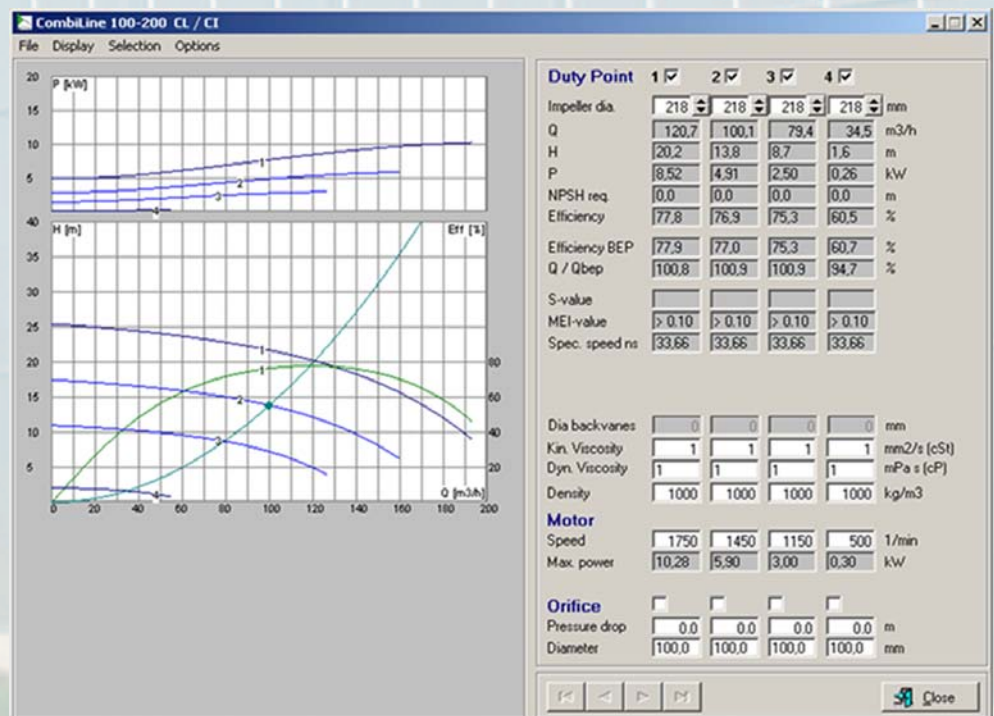 CombiLine 100-200 CL / CI
File Display Selection Options
20 P [kW]
15
10
5
1
2
3
4
40 H [m] Eff [%]
35
30
25
20
15
10
5
80
60
40
20
1
1
2
3
4
Q [m3/h]
0 20 40 60 80 100 120 140 160 180 200
Duty Point 1 2 3 4
Impeller dia. 218 218 218 218 mm
Q 120,7 100,1 79,4 34,5 m3/h
H 20,2 13,8 8,7 1,6 m
P 8,52 4,91 2,50 0,26 kW
NPSH req. 0,0 0,0 0,0 0,0 m
Efficiency 77,8 76,9 75,3 60,5 %
Efficiency BEP 77,9 77,0 75,3 60,7 %
Q / Qbep 100,8 100,9 100,9 94,7 %
S-value
MEI-value > 0.10 > 0.10 > 0.10 > 0.10
Spec. speed ns 33,66 33,66 33,66 33,66
Dia backvanes 0 0 0 0 mm
Kin. Viscosity 1 1 1 1 mm2/s (cSt)
Dyn. Viscosity 1 1 1 1 mPa s (cP)
Density 1000 1000 1000 1000 kg/m3
Motor
Speed 1750 1450 1150 500 1/min
Max. power 10,28 5,90 3,00 0,30 kW
Orifice
Pressure drop 0.0 0.0 0.0 0.0 m
Diameter 100,0 100,0 100,0 100,0 mm
Close